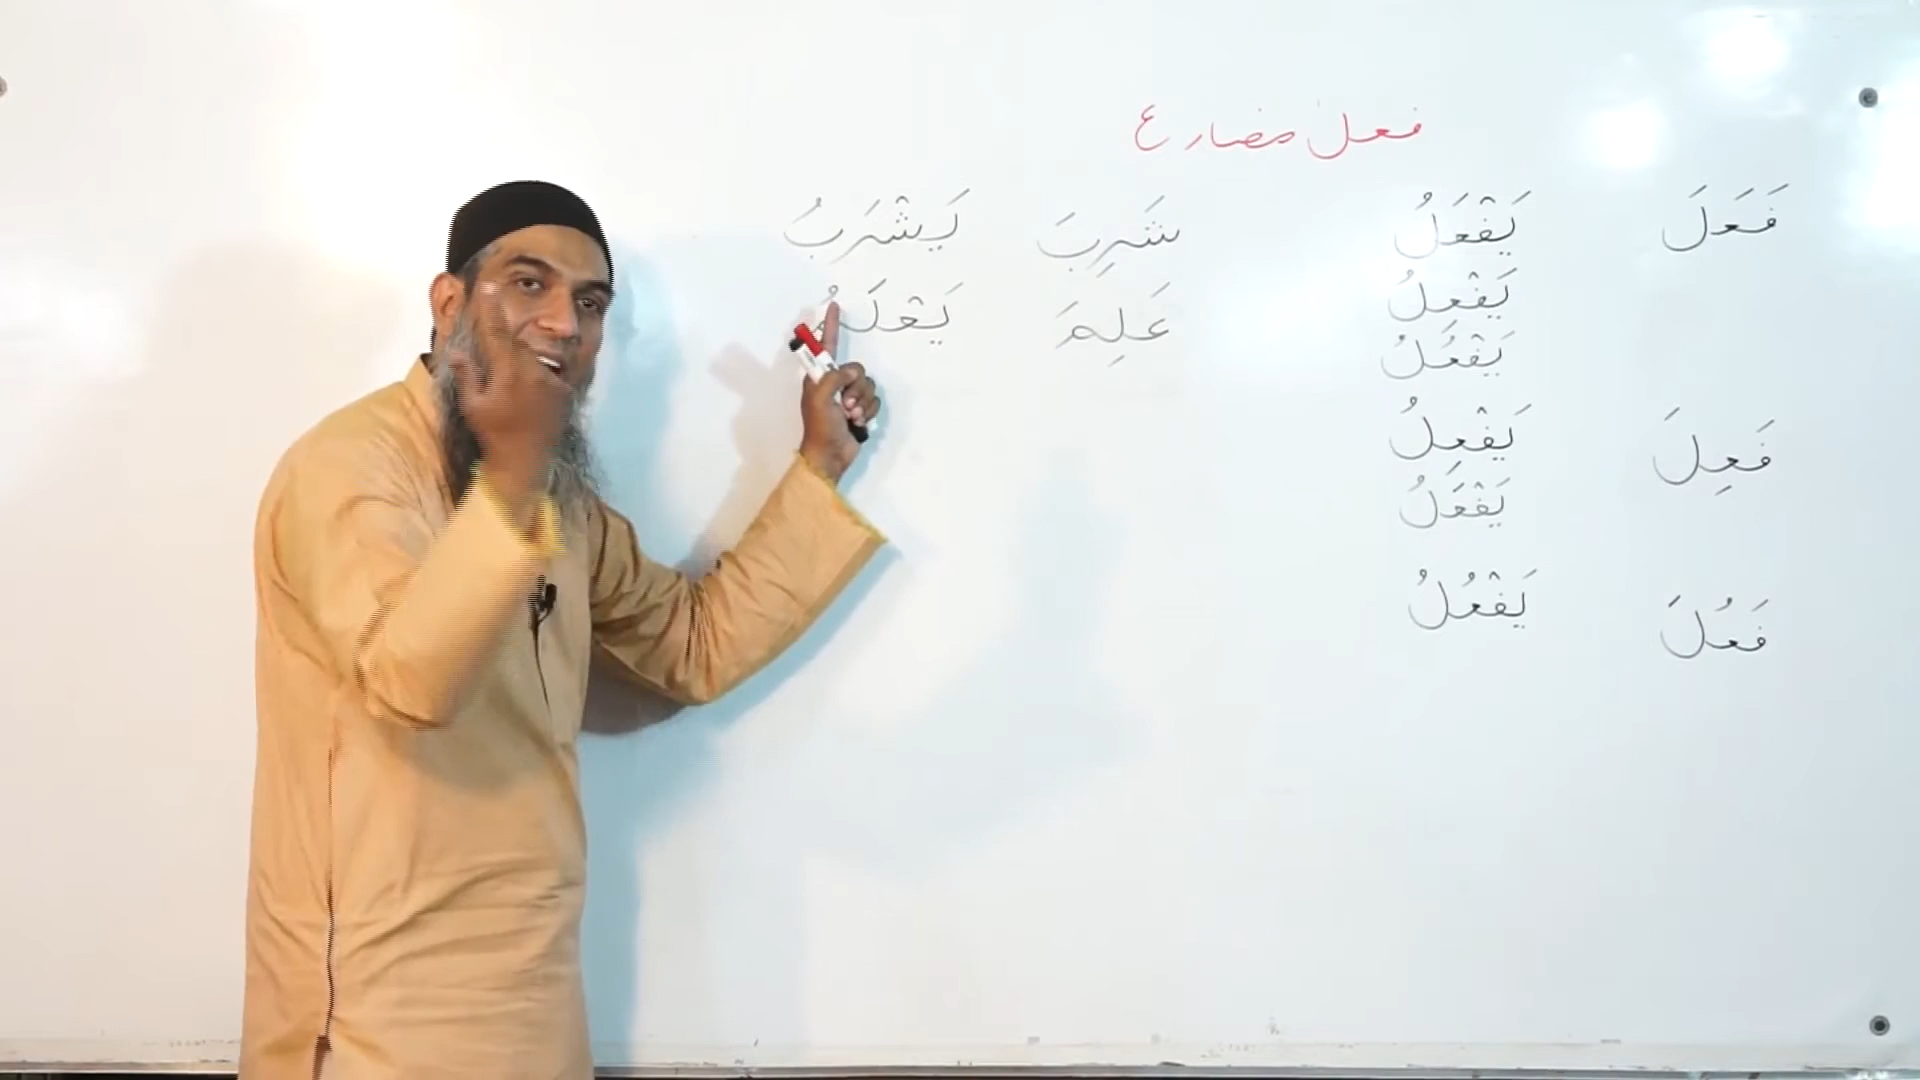 فعل مضارع
فَعَلَ يَفْعَلُ شَرِبَ يَشْرَبُ
يَفْعِلُ عَلِمَ يَعْلَمُ
يَفْعُلُ
فَعِلَ يَفْعِلُ
يَفْعَلُ
فَعُلَ يَفْعُلُ